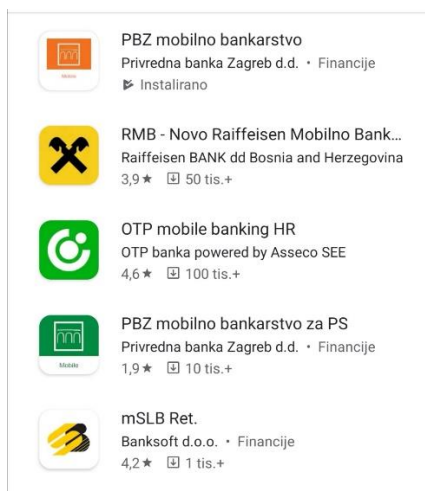 PBZ mobilno bankarstvo
Privredna banka Zagreb d.d. • Financije
Instalirano
RMB - Novo Raiffeisen Mobilno Bank...
Raiffeisen BANK dd Bosnia and Herzegovina
3,9★ 50 tis.+
OTP mobile banking HR
OTP banka powered by Asseco SEE
4,6★ 100 tis.+
PBZ mobilno bankarstvo za PS
Mobile
Privredna banka Zagreb d.d. • Financije
1,9★ 10 tis.+
mSLB Ret.
Banksoft d.o.o. • Financije
4,2★ 1 tis.+